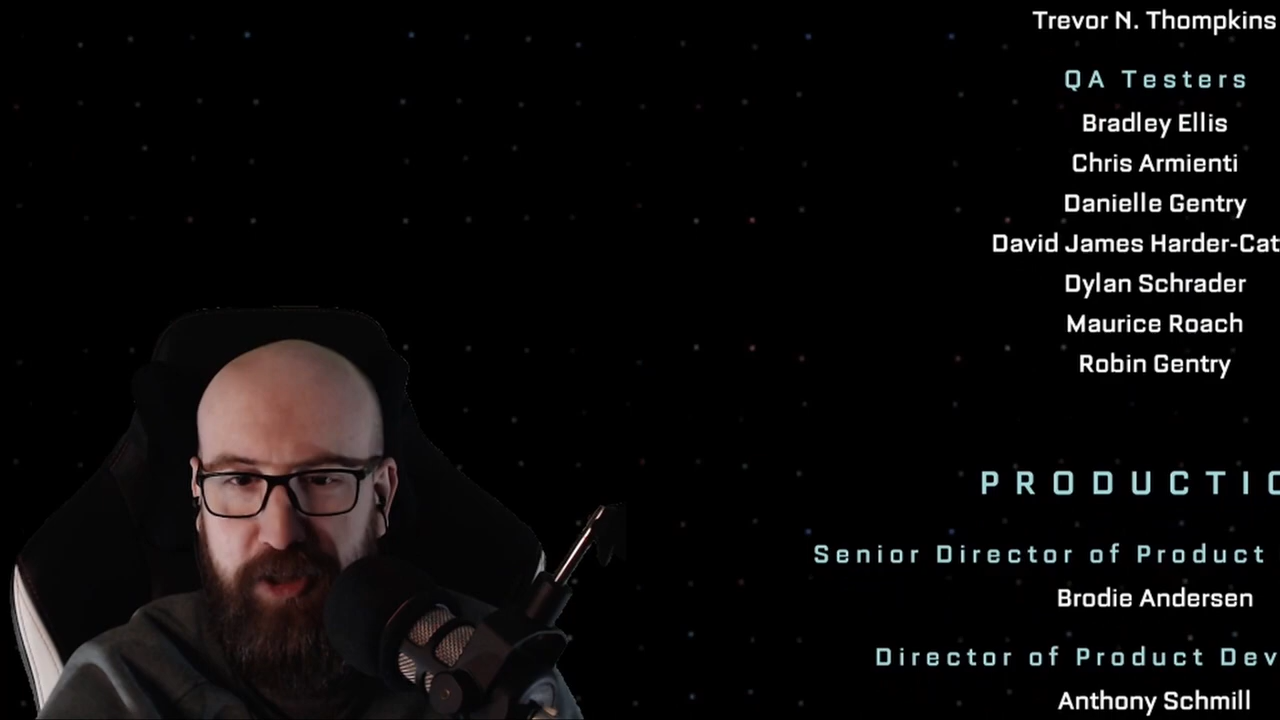 Trevor N. Thompkins
QA Testers
Bradley Ellis
Chris Armienti
Danielle Gentry
David James Harder-Cat
Dylan Schrader
Maurice Roach
Robin Gentry
PRODUCTIO
Senior Director of Product
Brodie Andersen
Director of Product Dev
Anthony Schmill